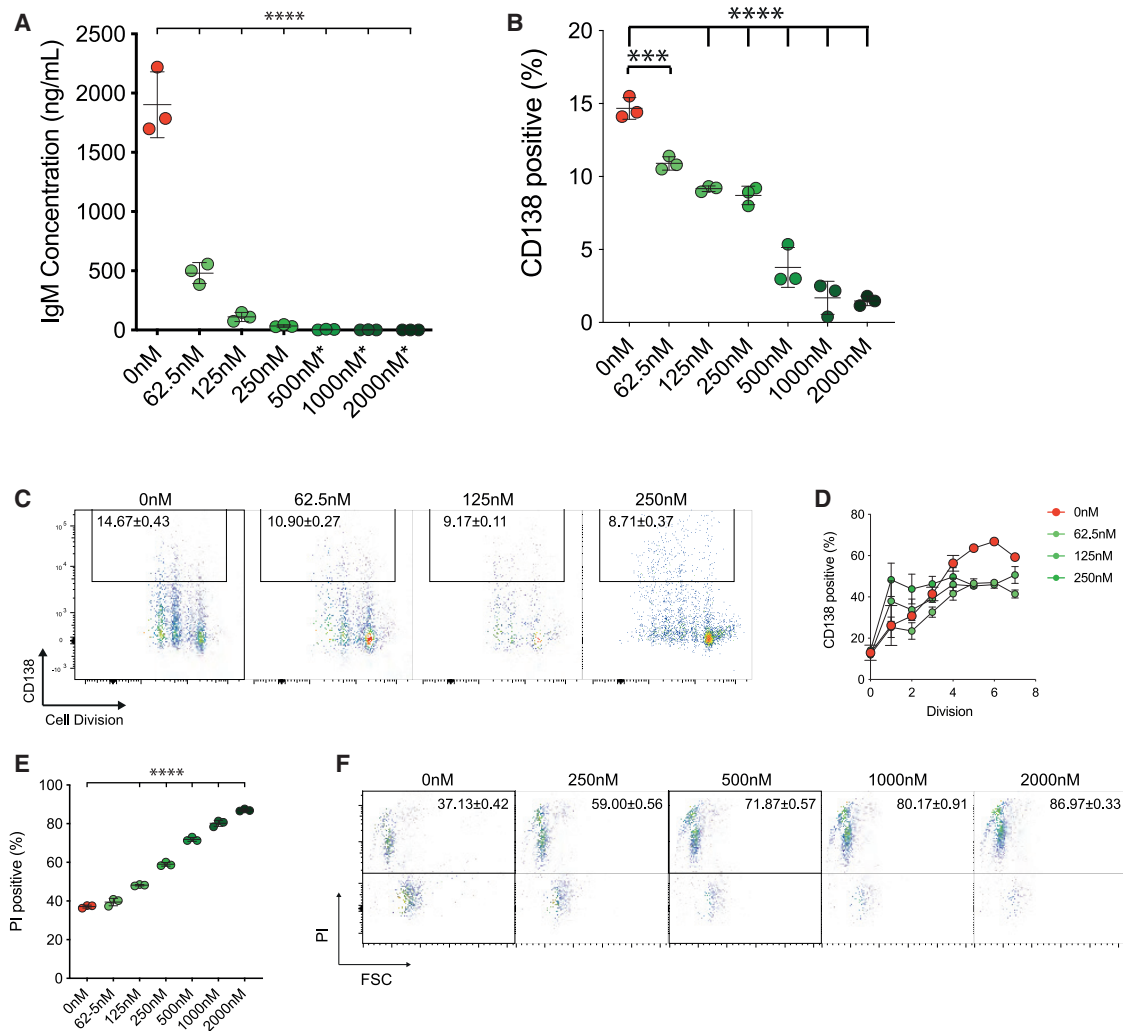 A
****
IgM Concentration (ng/mL)
2500
2000
1500
1000
500
0
0nM
62.5nM
125nM
250nM
500nM*
1000nM*
2000nM*
B
****
***
CD138 positive (%)
20
15
10
5
0
0nM
62.5nM
125nM
250nM
500nM
1000nM
2000nM
C
0nM 62.5nM 125nM 250nM
14.67±0.43 10.90±0.27 9.17±0.11 8.71±0.37
10⁵
10⁴
10³
0
-10³
CD138
Cell Division
D
CD138 positive (%)
80
60
40
20
0
0 2 4 6 8
Division
0nM
62.5nM
125nM
250nM
E
****
PI positive (%)
100
80
60
40
20
0
0nM
62-5nM
125nM
250nM
500nM
1000nM
2000nM
F
0nM 250nM 500nM 1000nM 2000nM
37.13±0.42 59.00±0.56 71.87±0.57 80.17±0.91 86.97±0.33
PI
FSC